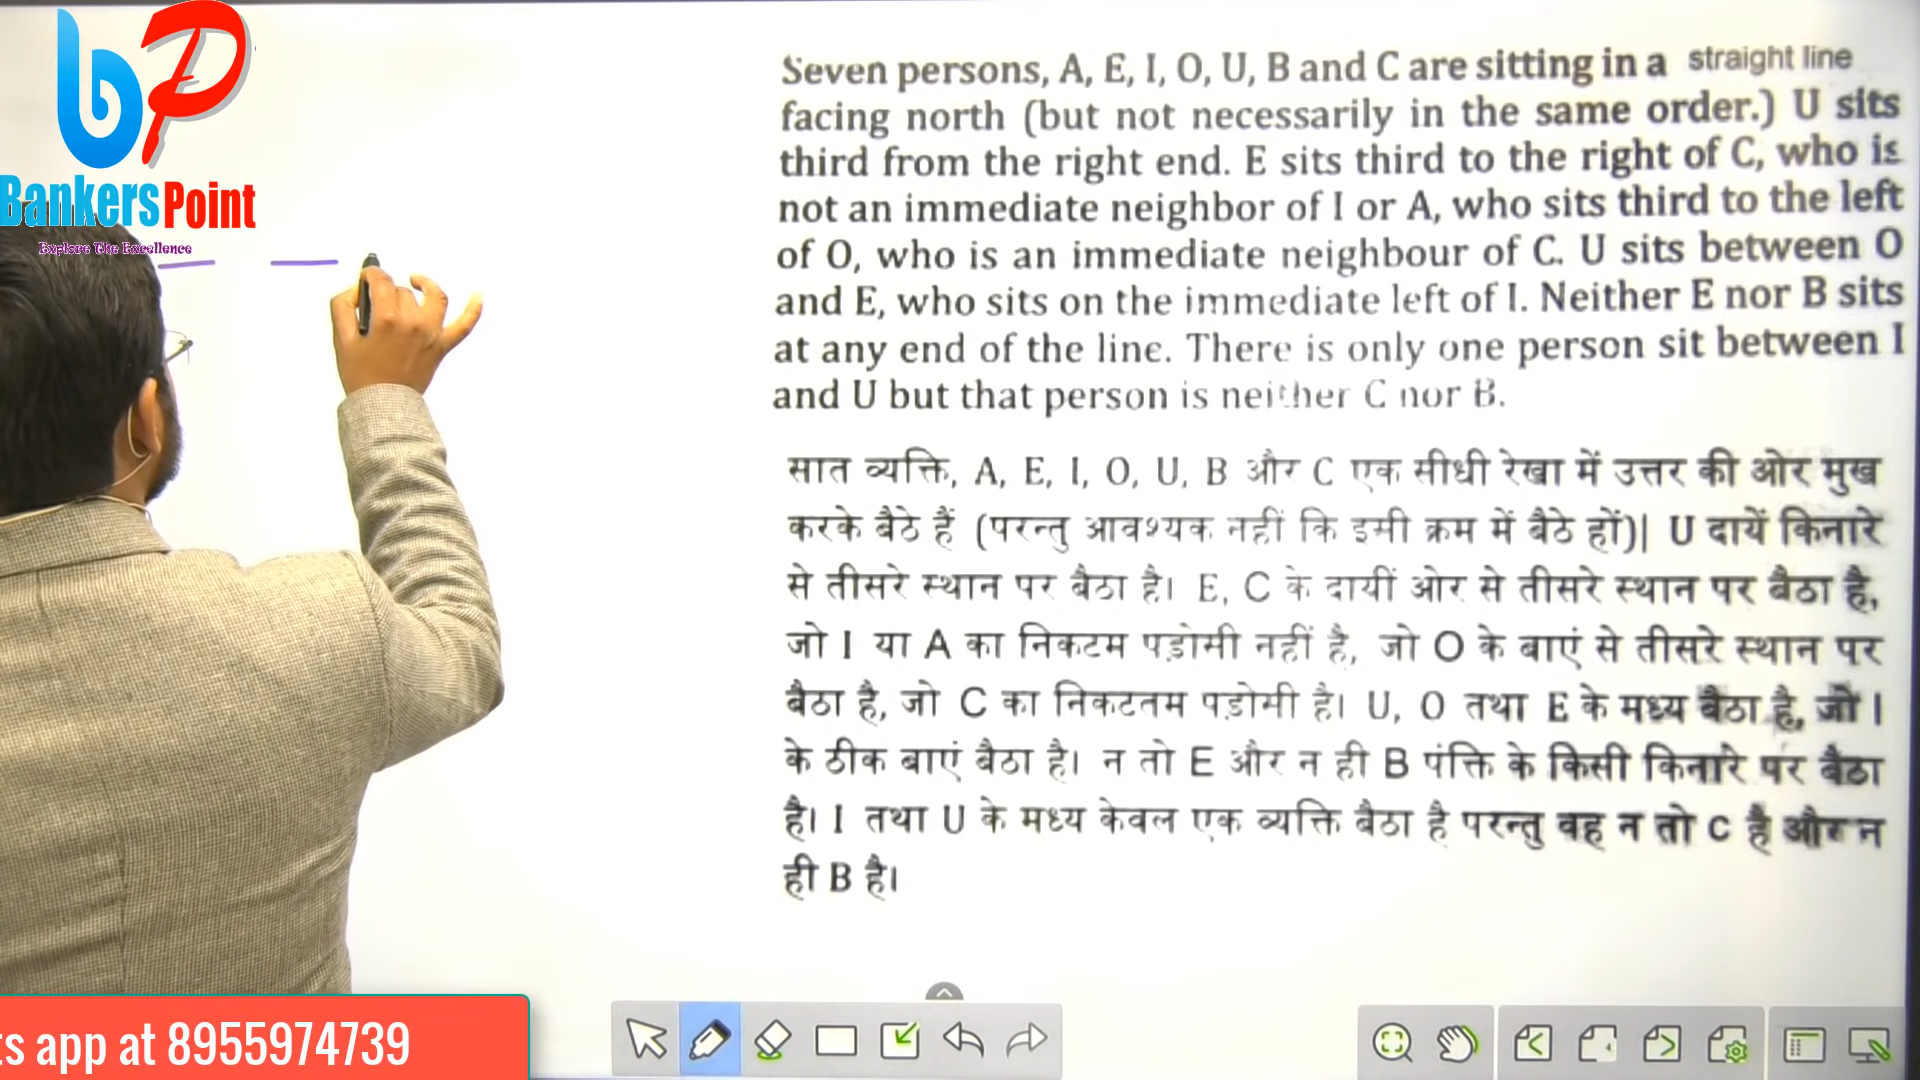 BankersPoint
Explore The Excellence
Seven persons, A, E, I, O, U, B and C are sitting in a straight line
facing north (but not necessarily in the same order.) U sits
third from the right end. E sits third to the right of C, who is
not an immediate neighbor of I or A, who sits third to the left
of O, who is an immediate neighbour of C. U sits between O
and E, who sits on the immediate left of I. Neither E nor B sits
at any end of the line. There is only one person sit between I
and U but that person is neither C nor B.
सात व्यक्ति, A, E, I, O, U, B और C एक सीधी रेखा में उत्तर की ओर मुख
करके बैठे हैं (परन्तु आवश्यक नहीं कि इसी क्रम में बैठे हों)| U दायें किनारे
से तीसरे स्थान पर बैठा है। E, C के दायीं ओर से तीसरे स्थान पर बैठा है,
जो I या A का निकटम पड़ोसी नहीं है, जो O के बाएं से तीसरे स्थान पर
बैठा है, जो C का निकटतम पड़ोसी है। U, O तथा E के मध्य बैठा है, जो I
के ठीक बाएं बैठा है। न तो E और न ही B पंक्ति के किसी किनारे पर बैठा
है। I तथा U के मध्य केवल एक व्यक्ति बैठा है परन्तु वह न तो C है और न
ही B है।
ts app at 8955974739